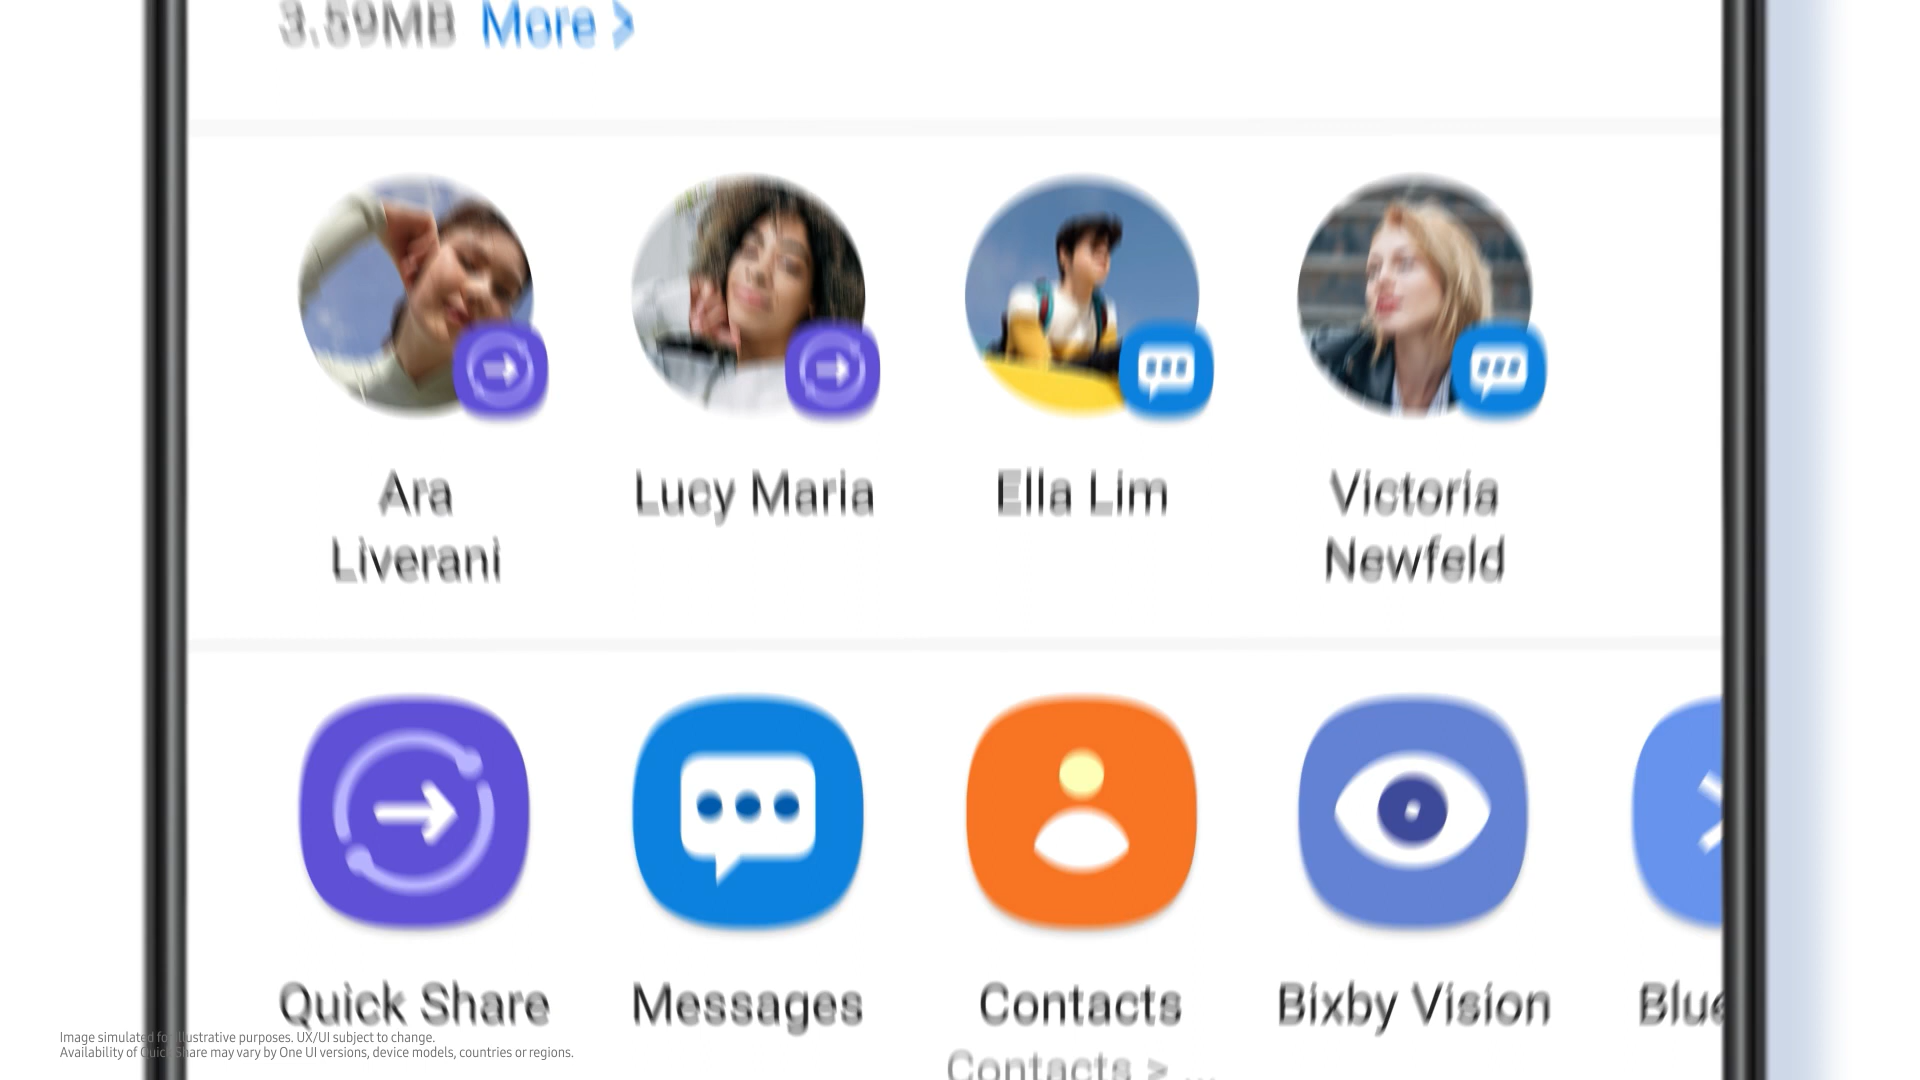 3.59MB More >
Ara Liverani
Lucy Maria
Ella Lim
Victoria Newfeld
Quick Share
Messages
Contacts
Bixby Vision
Blue
Contacts > ...
Image simulated for illustrative purposes. UX/UI subject to change.
Availability of Quick Share may vary by One UI versions, device models, countries or regions.